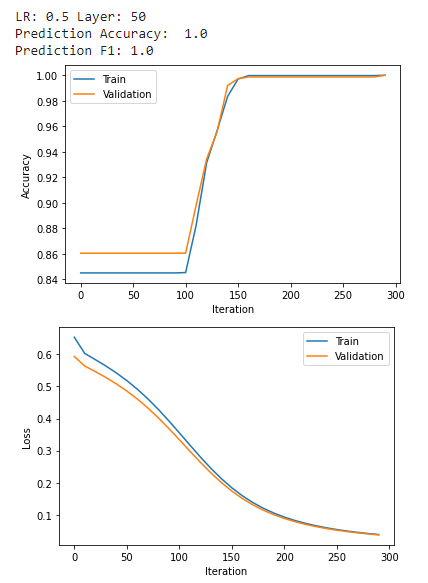 LR: 0.5 Layer: 50
Prediction Accuracy:  1.0
Prediction F1: 1.0
Train
Validation
1.00
0.98
0.96
0.94
0.92
0.90
0.88
0.86
0.84
Accuracy
0 50 100 150 200 250 300
Iteration
Train
Validation
0.6
0.5
0.4
0.3
0.2
0.1
Loss
0 50 100 150 200 250 300
Iteration